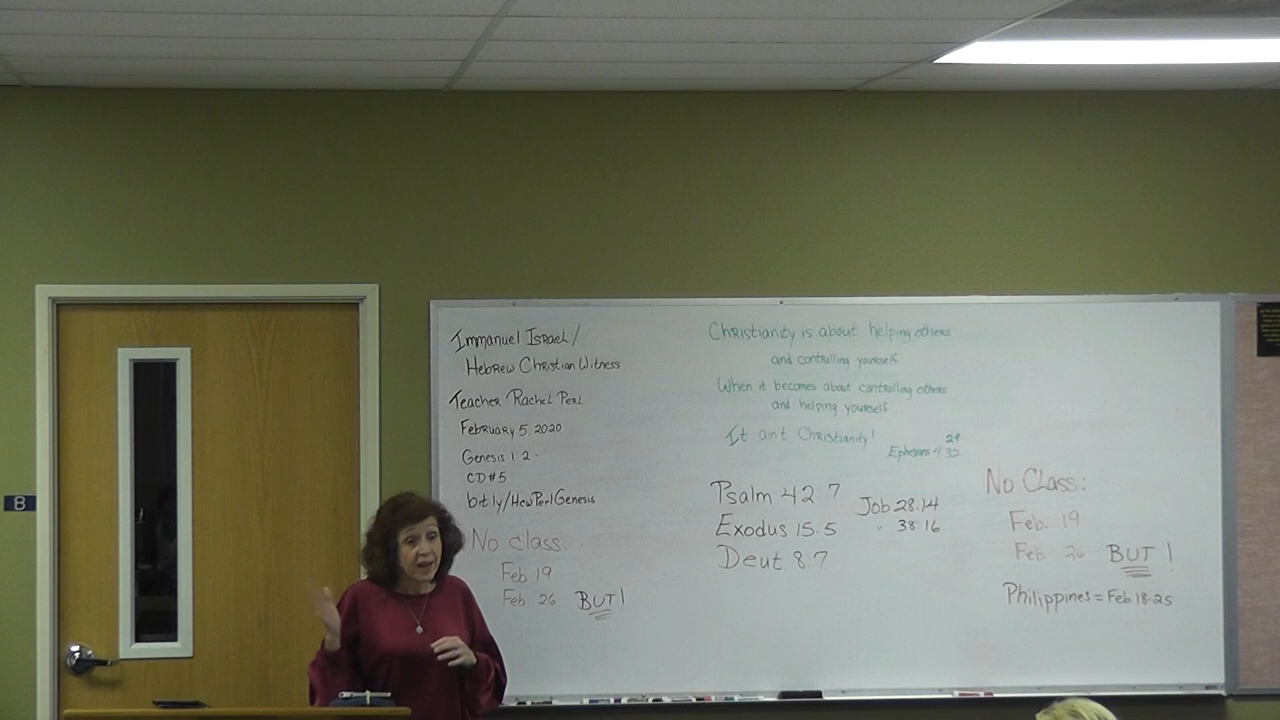 Immanuel Israel/
Hebrew Christian Witness
Teacher Rachel Perl
February 5, 2020
Genesis 1:2-
CD#5
bit.ly/HcwPerlGenesis
No class
Feb 19
Feb 26 BUT!
Christianity is about helping others
and controlling yourself
When it becomes about controlling others
and helping yourself
It ain't Christianity!
Ephesians 4 29
32
Psalm 42:7
Exodus 15:5
Deut 8:7
Job 28:14
" 38:16
No Class:
Feb. 19
Feb 26 BUT!
Philippines = Feb 18-25
B